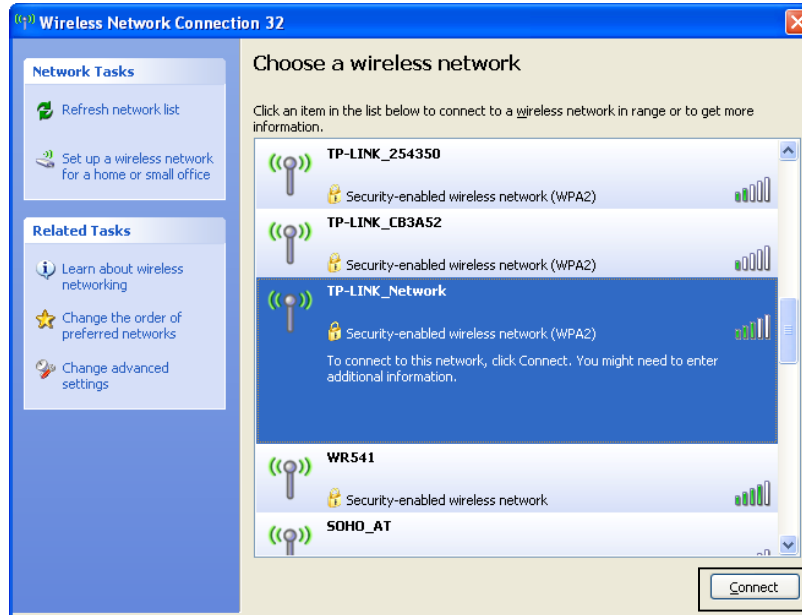 Wireless Network Connection 32
Network Tasks
Refresh network list
Set up a wireless network
for a home or small office
Related Tasks
Learn about wireless
networking
Change the order of
preferred networks
Change advanced
settings
Choose a wireless network
Click an item in the list below to connect to a wireless network in range or to get more
information.
TP-LINK_254350
Security-enabled wireless network (WPA2)
TP-LINK_CB3A52
Security-enabled wireless network (WPA2)
TP-LINK_Network
Security-enabled wireless network (WPA2)
To connect to this network, click Connect. You might need to enter
additional information.
WR541
Security-enabled wireless network
SOHO_AT
Connect